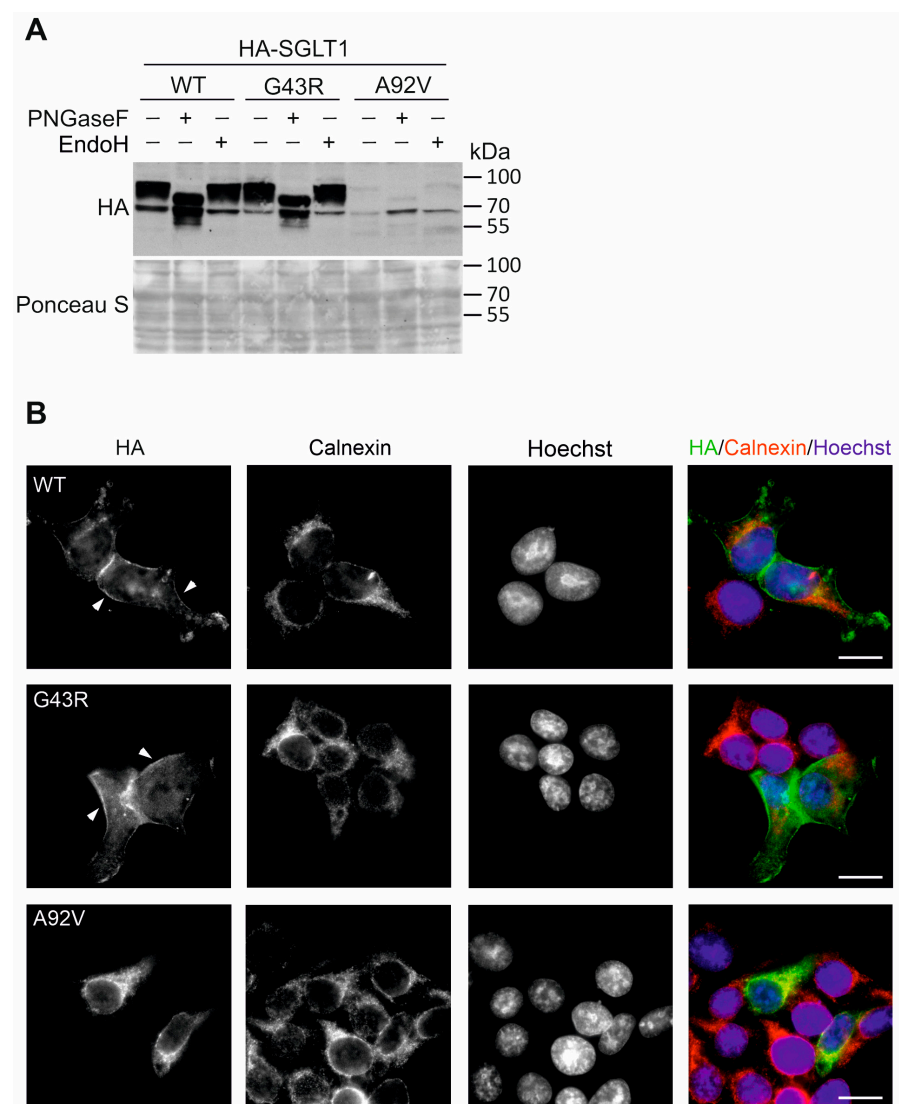 A
HA-SGLT1
WT G43R A92V
PNGaseF – + – – + – – + –
EndoH – – + – – + – – +
kDa
HA
100
70
55
Ponceau S
100
70
55
B
HA Calnexin Hoechst HA/Calnexin/Hoechst
WT
G43R
A92V